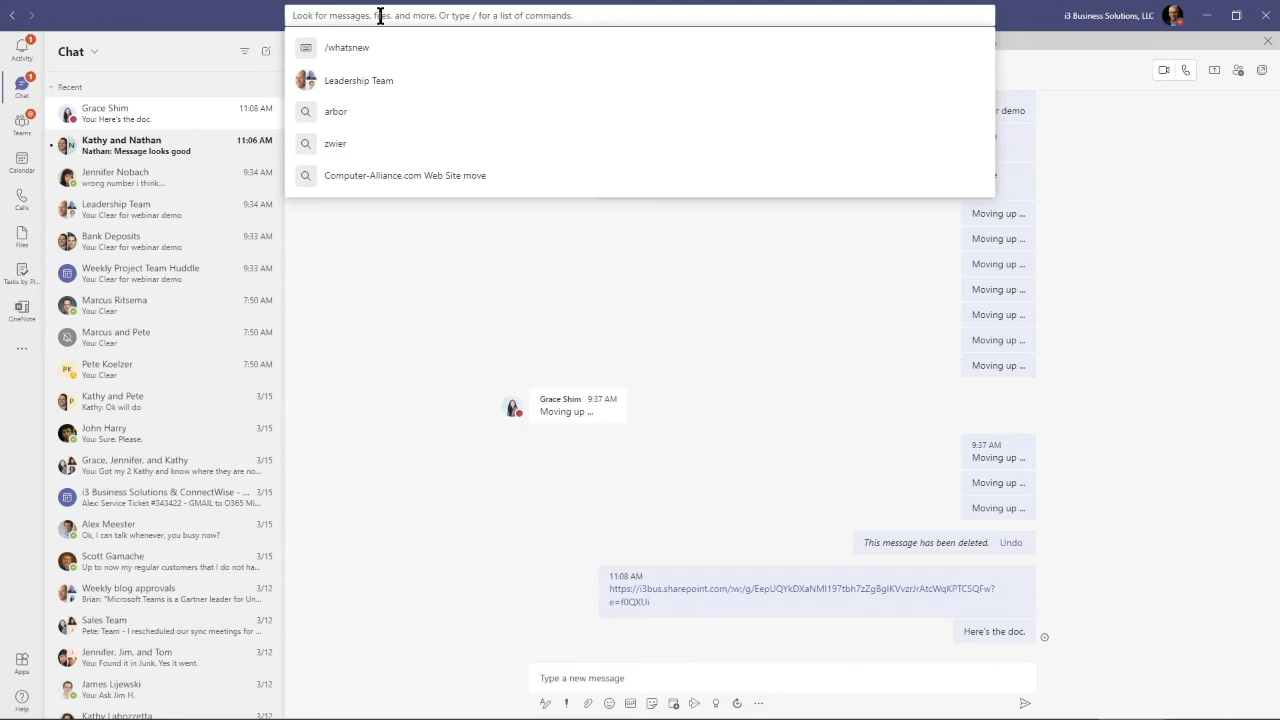 Look for messages, files, and more. Or type / for a list of commands.
i3 Business Solutions, LLC
/whatsnew
Leadership Team
arbor
zwier
Computer-Alliance.com Web Site move
1
Activity
1
Chat
Teams
Calendar
Calls
Files
Tasks by Pl...
OneNote
Apps
Help
Chat
Recent
Grace Shim 11:08 AM
You: Here's the doc.
Kathy and Nathan 11:06 AM
Nathan: Message looks good
Jennifer Nobach 9:34 AM
wrong number i think....
Leadership Team 9:34 AM
You: Clear for webinar demo
Bank Deposits 9:33 AM
You: Clear for webinar demo
Weekly Project Team Huddle 9:33 AM
You: Clear for webinar demo
Marcus Ritsema 7:50 AM
You: Clear
Marcus and Pete 7:50 AM
You: Clear
PK
Pete Koelzer 7:50 AM
You: Clear
Kathy and Pete 3/15
Kathy: Ok will do
John Harry 3/15
You: Sure. Please.
Grace, Jennifer, and Kathy 3/15
You: Got my 2 Kathy and know where they are no...
i3 Business Solutions & ConnectWise - ... 3/15
Alex: Service Ticket #343422 - GMAIL to O365 Mi...
Alex Meester 3/15
Ok, I can talk whenever, you busy now?
Scott Gamache 3/15
Up to now my regular customers that I do not ha...
Weekly blog approvals 3/12
Brian: "Microsoft Teams is a Gartner leader for Un...
Sales Team 3/12
Pete: Team - I rescheduled our sync meetings for ...
Jennifer, Jim, and Tom 3/12
You: Found it in Junk. Yes it went.
James Lijewski 3/12
You: Ask Jim H.
Kathy Labozzetta 3/12
r demo
e
e
Moving up ...
Moving up ...
Moving up ...
Moving up ...
Moving up ...
Moving up ...
Moving up ...
Grace Shim 9:37 AM
Moving up ...
9:37 AM
Moving up ...
Moving up ...
Moving up ...
This message has been deleted. Undo
11:08 AM
Here's the doc.
Type a new message